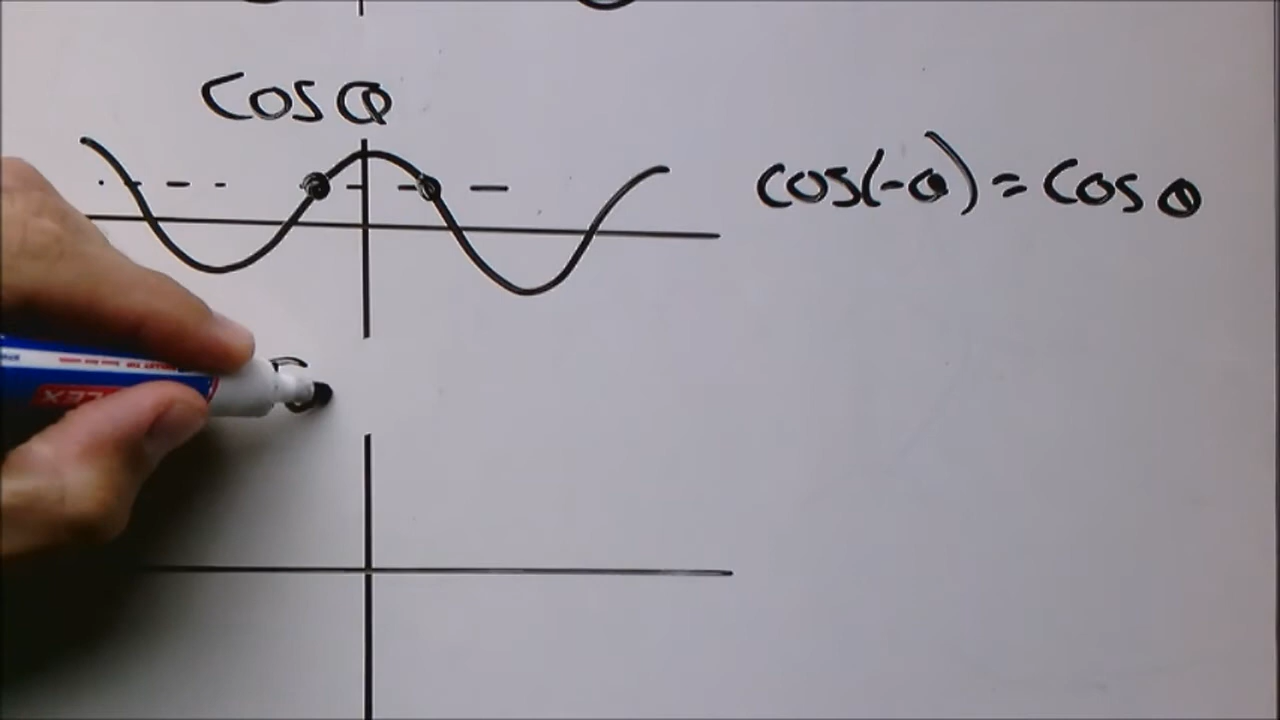 cos θ
cos(-θ) = cos θ